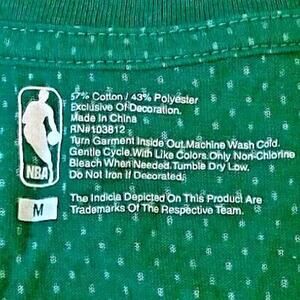 57% Cotton / 43% Polyester
Exclusive Of Decoration.
Made In China
RN#103812
Turn Garment Inside Out.Machine Wash Cold.
Gentle Cycle.With Like Colors.Only Non-Chlorine
Bleach When Needed.Tumble Dry Low.
Do Not Iron If Decorated.
NBA
M
The Indicia Depicted On This Product Are
Trademarks Of The Respective Team.